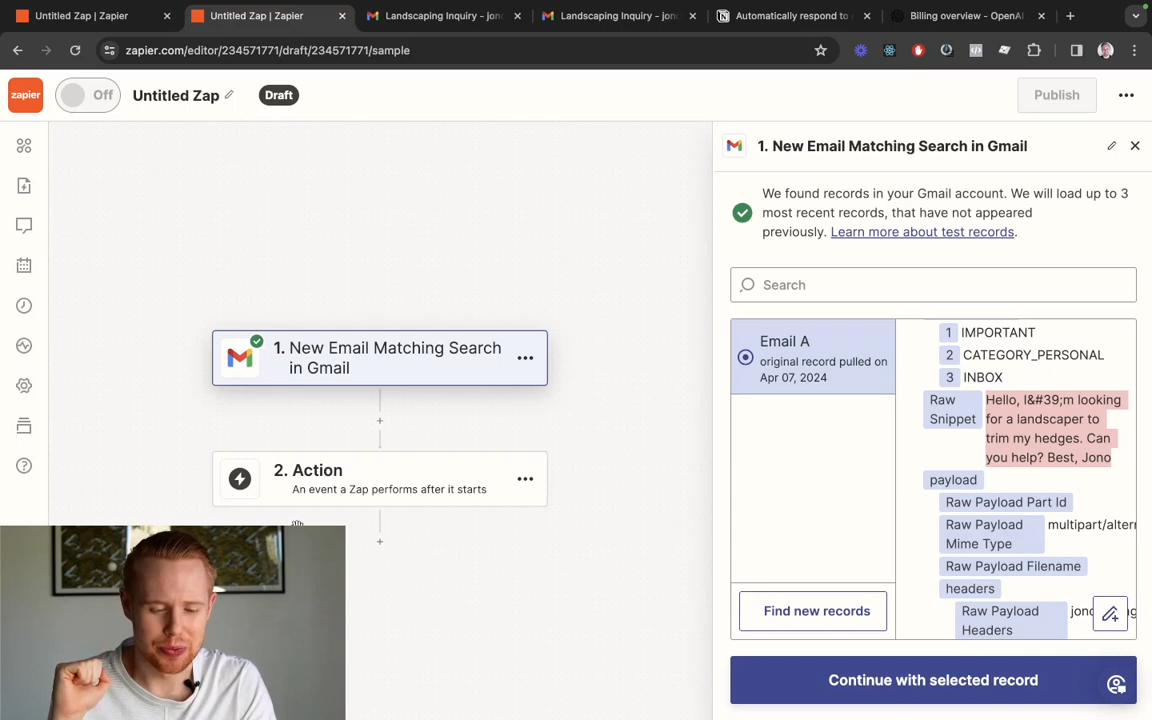 Untitled Zap | Zapier
Untitled Zap | Zapier
Landscaping Inquiry - jono
Landscaping Inquiry - jono
Automatically respond to
Billing overview - OpenAI
zapier.com/editor/234571771/draft/234571771/sample
zapier
Off
Untitled Zap
Draft
Publish
1. New Email Matching Search in Gmail
We found records in your Gmail account. We will load up to 3
most recent records, that have not appeared
previously. Learn more about test records.
Search
Email A
original record pulled on
Apr 07, 2024
Find new records
1 IMPORTANT
2 CATEGORY_PERSONAL
3 INBOX
Raw
Snippet
Hello, I&#39;m looking
for a landscaper to
trim my hedges. Can
you help? Best, Jono
payload
Raw Payload Part Id
Raw Payload
Mime Type
multipart/altern
Raw Payload Filename
headers
Raw Payload
Headers
Continue with selected record
1. New Email Matching Search
in Gmail
2. Action
An event a Zap performs after it starts